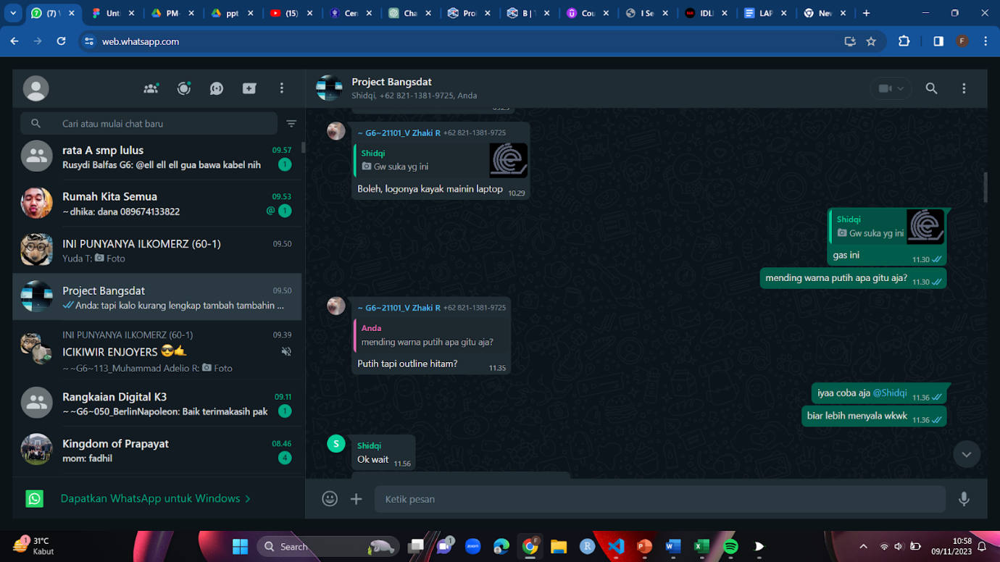 (7) W
Unt
PM-
ppt
(15)
Cen
Cha
Pro
B | T
Cou
I Se
IDLI
LAP
Nev
web.whatsapp.com
F
Cari atau mulai chat baru
rata A smp lulus
09.57
Rusydi Balfas G6: @ell ell ell gua bawa kabel nih
1
Rumah Kita Semua
09.53
~ dhika: dana 089674133822
@ 1
INI PUNYANYA ILKOMERZ (60-1)
09.50
Yuda T: Foto
Project Bangsdat
09.50
Anda: tapi kalo kurang lengkap tambah tambahin ...
INI PUNYANYA ILKOMERZ (60-1)
09.39
ICIKIWIR ENJOYERS 😎🤙
~ ~G6~113_Muhammad Adelio R: Foto
Rangkaian Digital K3
09.11
~ ~G6~050_BerlinNapoleon: Baik terimakasih pak
1
Kingdom of Prapayat
08.46
mom: fadhil
4
Dapatkan WhatsApp untuk Windows >
Project Bangsdat
Shidqi, +62 821-1381-9725, Anda
~ G6~21101_V Zhaki R +62 821-1381-9725
Shidqi
Gw suka yg ini
Boleh, logonya kayak mainin laptop
10.29
Shidqi
Gw suka yg ini
gas ini
11.30
mending warna putih apa gitu aja?
11.30
~ G6~21101_V Zhaki R +62 821-1381-9725
Anda
mending warna putih apa gitu aja?
Putih tapi outline hitam?
11.35
iyaa coba aja @Shidqi
11.36
biar lebih menyala wkwk
11.36
S
Shidqi
Ok wait
11.56
Ketik pesan
1
31°C
Kabut
Search
1
zoom
F
R
P
W
X
10:58
09/11/2023